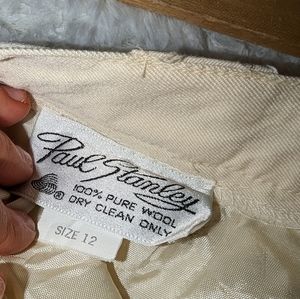 Paul Stanley
100% PURE WOOL
® DRY CLEAN ONLY
SIZE 12